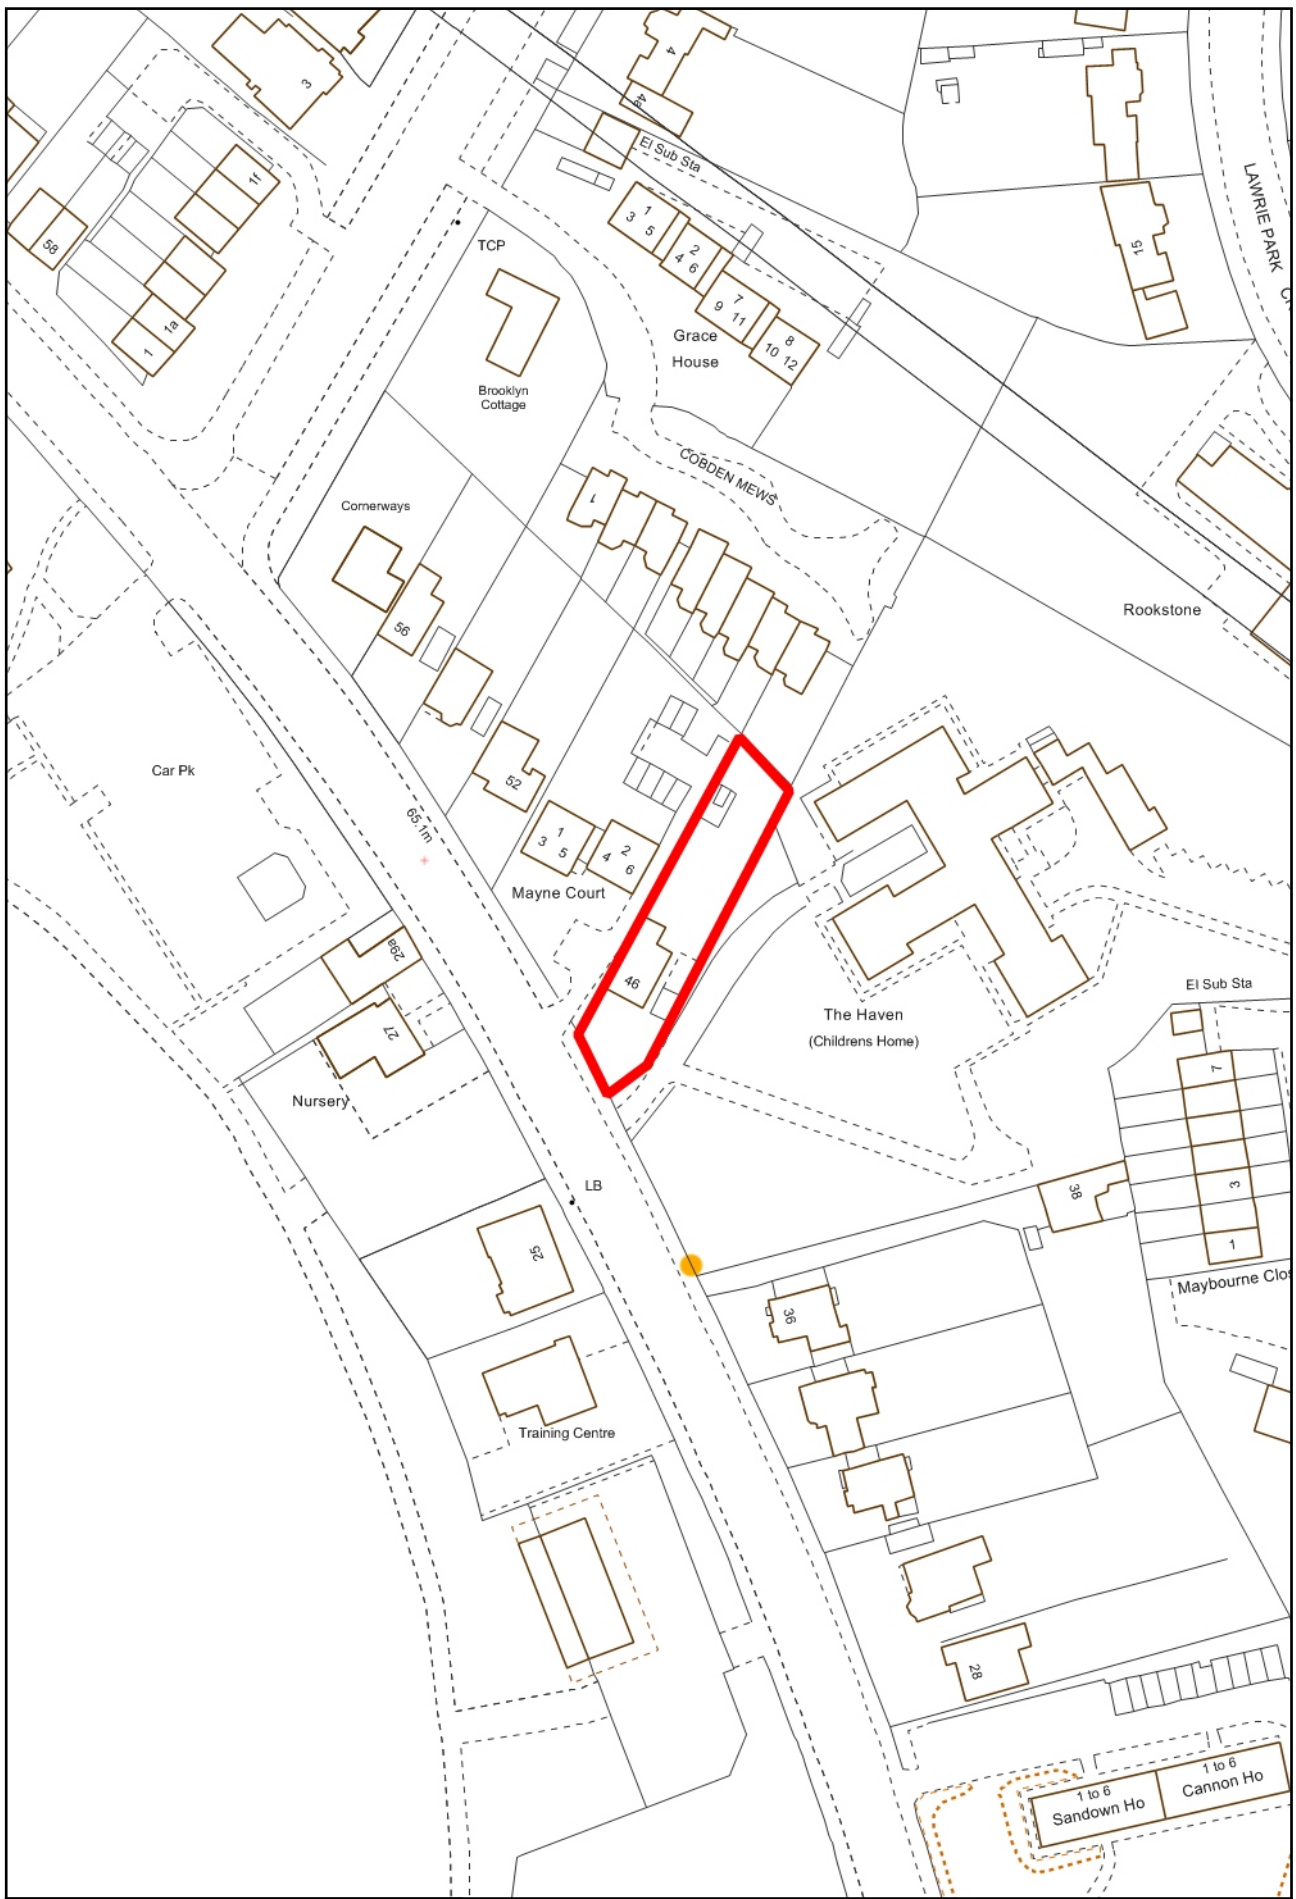 3
4
4a
El Sub Sta
1f
58
1a
1
TCP
1
3 5
2
4 6
7
9 11
8
10 12
Grace
House
LAWRIE PARK
15
Brooklyn
Cottage
COBDEN MEWS
1
Cornerways
56
Rookstone
Car Pk
52
65.1m
1
3 5
2
4 6
Mayne Court
29a
46
27
The Haven
(Childrens Home)
El Sub Sta
Nursery
7
LB
38
3
25
1
Maybourne Clos
36
Training Centre
28
1 to 6
Sandown Ho
1 to 6
Cannon Ho